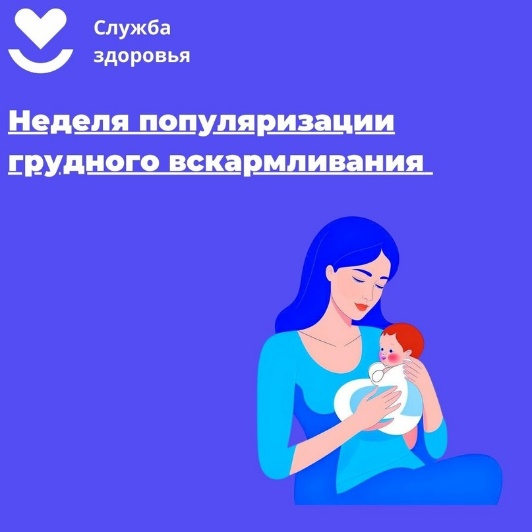 Служба
здоровья
Неделя популяризации
грудного вскармливания